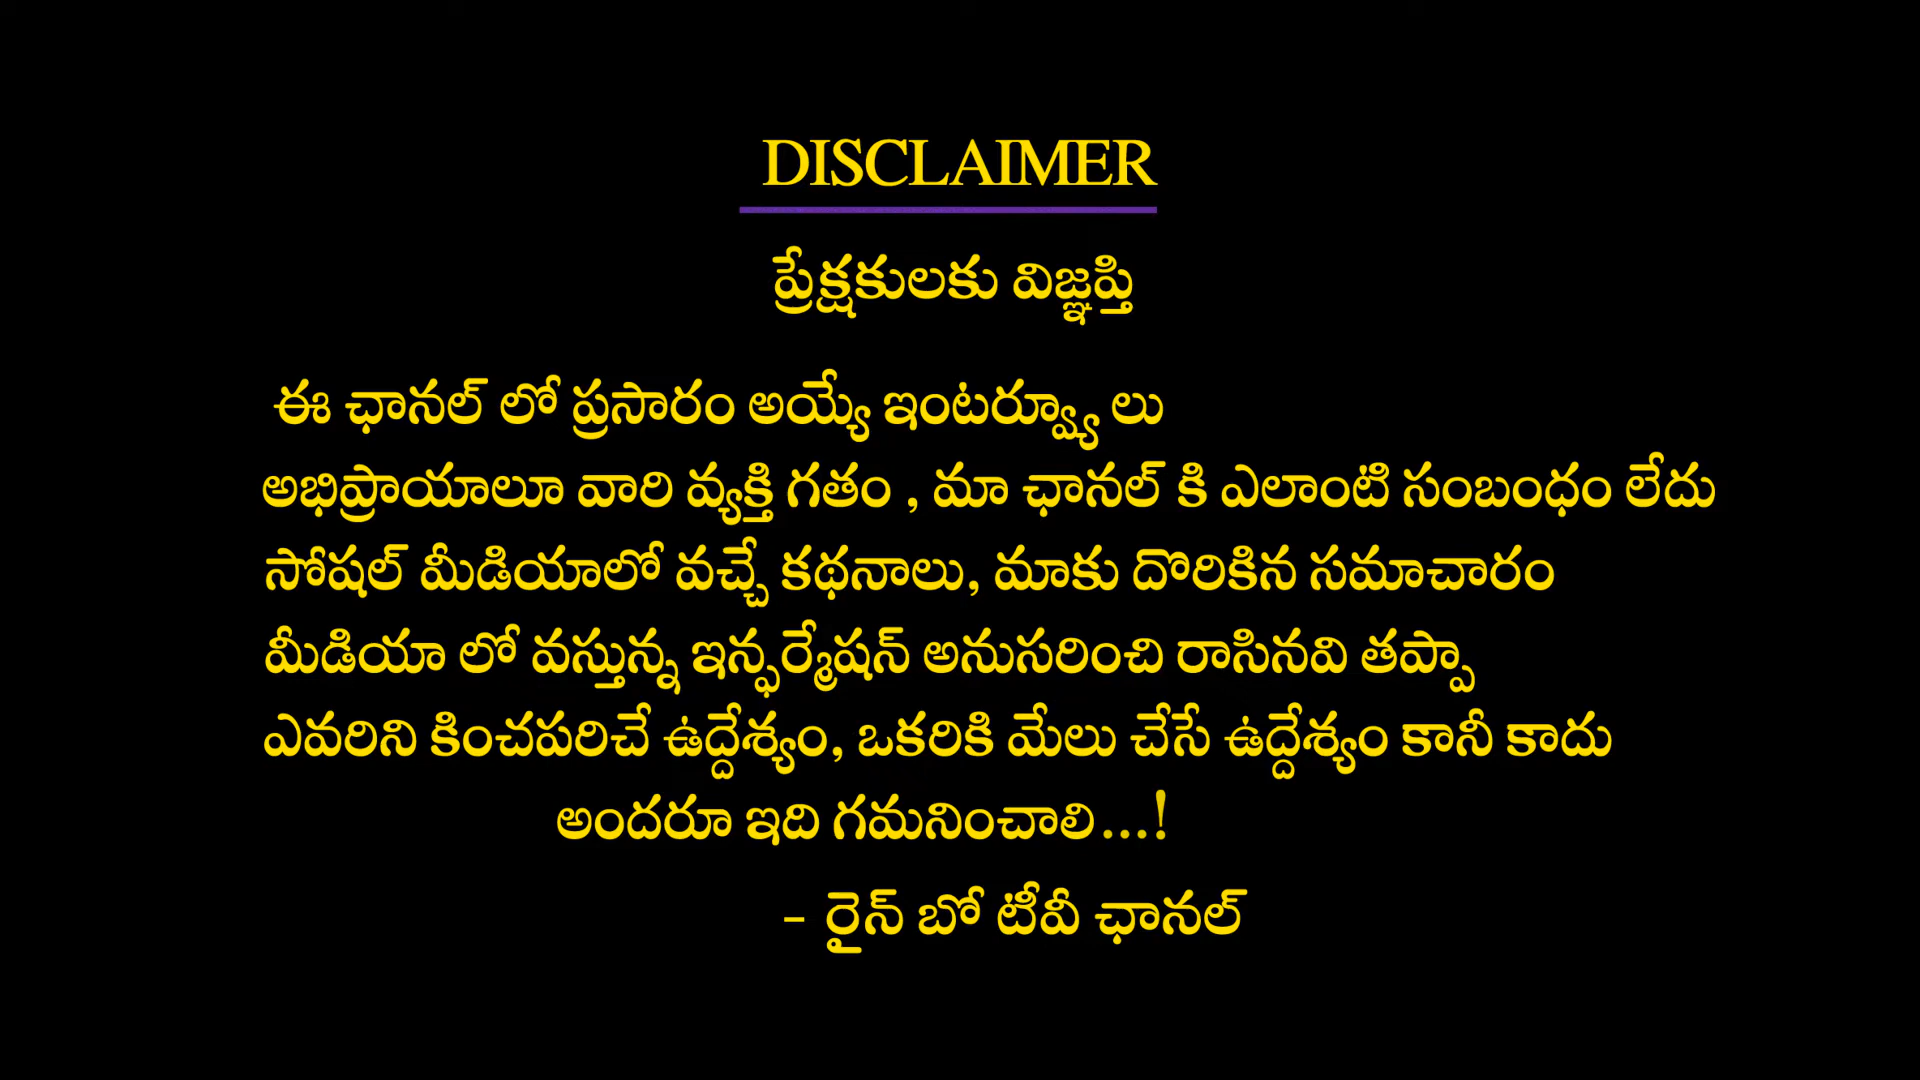 DISCLAIMER
ప్రేక్షకులకు విజ్ఞప్తి
ఈ ఛానల్ లో ప్రసారం అయ్యే ఇంటర్వ్యూ లు
అభిప్రాయాలూ వారి వ్యక్తి గతం , మా ఛానల్ కి ఎలాంటి సంబంధం లేదు
సోషల్ మీడియాలో వచ్చే కథనాలు, మాకు దొరికిన సమాచారం
మీడియా లో వస్తున్న ఇన్ఫర్మేషన్ అనుసరించి రాసినవి తప్పా
ఎవరిని కించపరిచే ఉద్దేశ్యం, ఒకరికి మేలు చేసే ఉద్దేశ్యం కానీ కాదు
అందరూ ఇది గమనించాలి...!
- రైన్ బో టీవీ ఛానల్